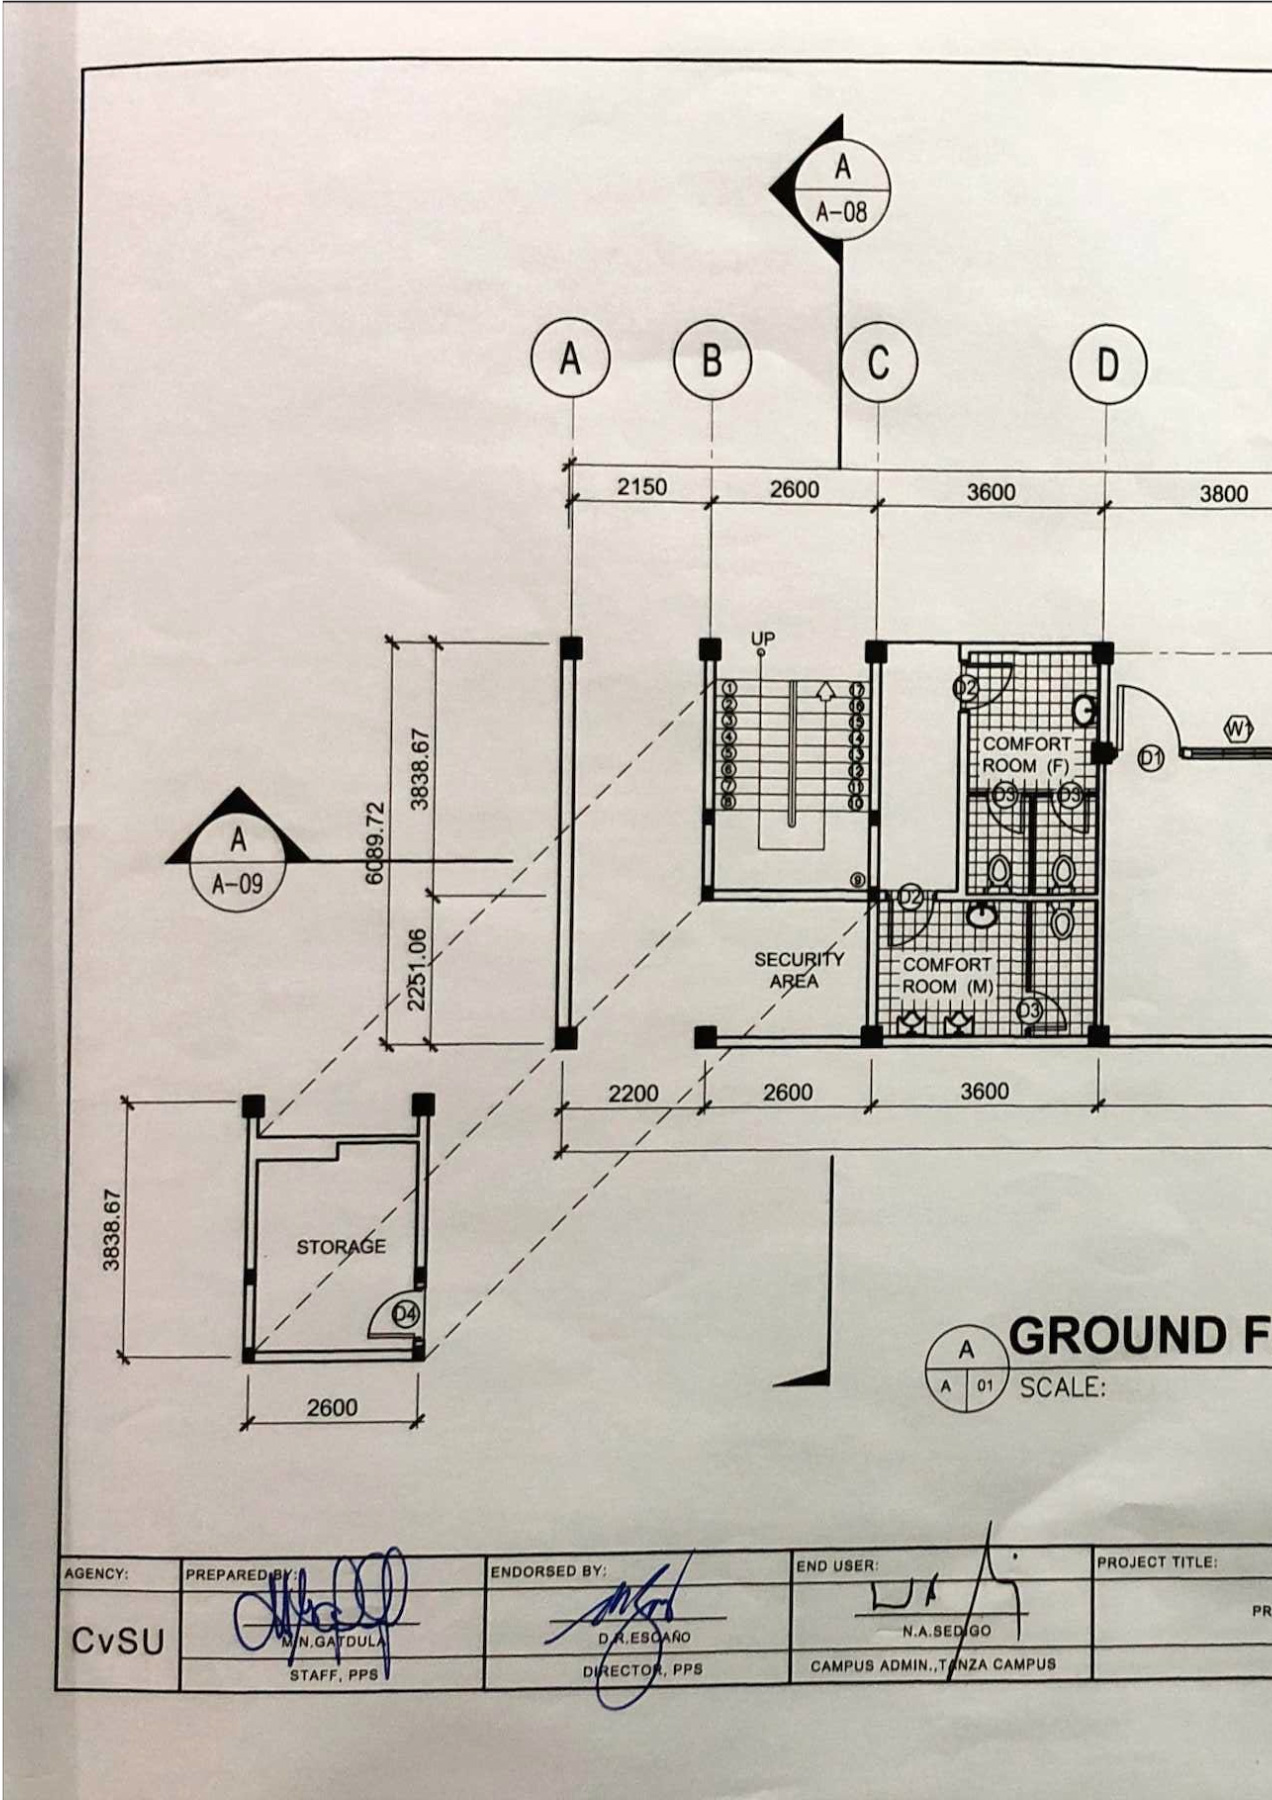 A
A-08
A
B
C
D
2150
2600
3600
3800
UP
1
2
3
4
5
6
7
8
17
16
15
14
13
12
11
10
9
D2
COMFORT
ROOM (F)
D1
W1
D3
D3
3838.67
6089.72
A
A-09
2251.06
D2
SECURITY
AREA
COMFORT
ROOM (M)
D3
2200
2600
3600
3838.67
STORAGE
D4
2600
A
A 01
GROUND F
SCALE:
AGENCY:
CvSU
PREPARED BY:
M.N.GATDULA
STAFF, PPS
ENDORSED BY:
D.R.ESCAÑO
DIRECTOR, PPS
END USER:
N.A.SEDIGO
CAMPUS ADMIN.,TANZA CAMPUS
PROJECT TITLE:
PR